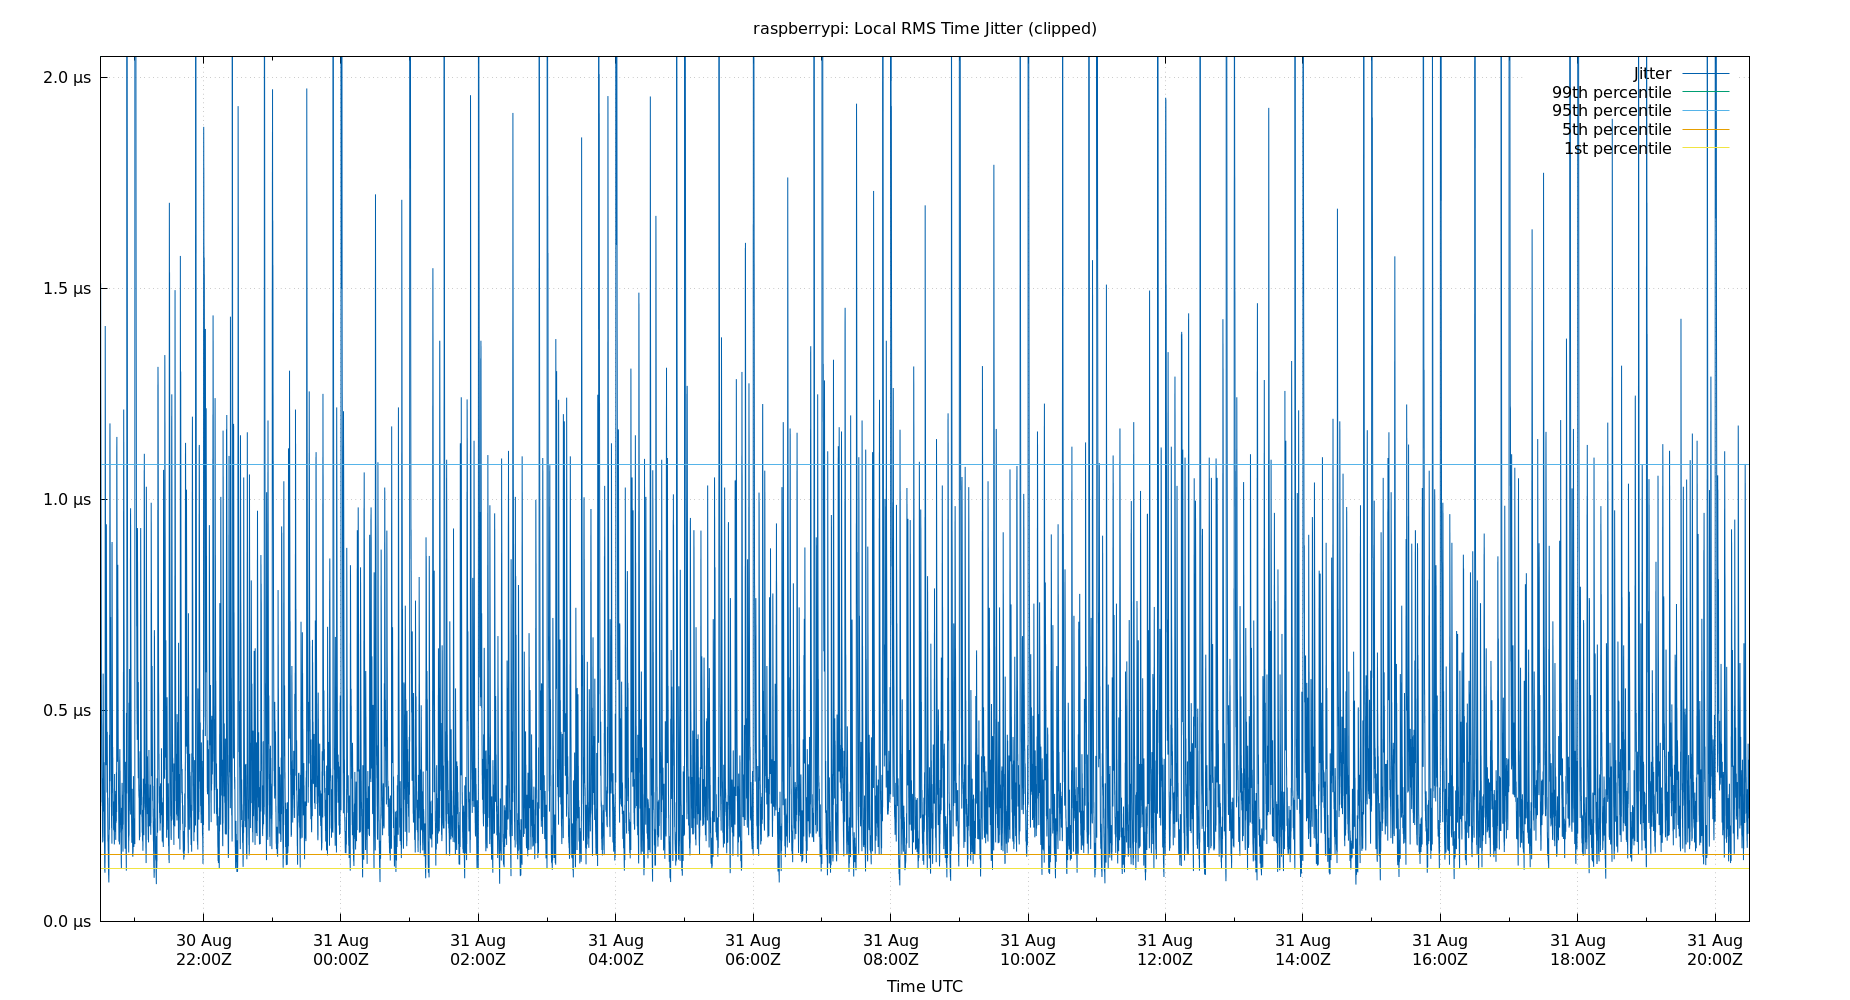 raspberrypi: Local RMS Time Jitter (clipped)
2.0 μs
1.5 μs
1.0 μs
0.5 μs
0.0 μs
Jitter
99th percentile
95th percentile
5th percentile
1st percentile
30 Aug 31 Aug 31 Aug 31 Aug 31 Aug 31 Aug 31 Aug 31 Aug 31 Aug 31 Aug 31 Aug 31 Aug
22:00Z 00:00Z 02:00Z 04:00Z 06:00Z 08:00Z 10:00Z 12:00Z 14:00Z 16:00Z 18:00Z 20:00Z
Time UTC